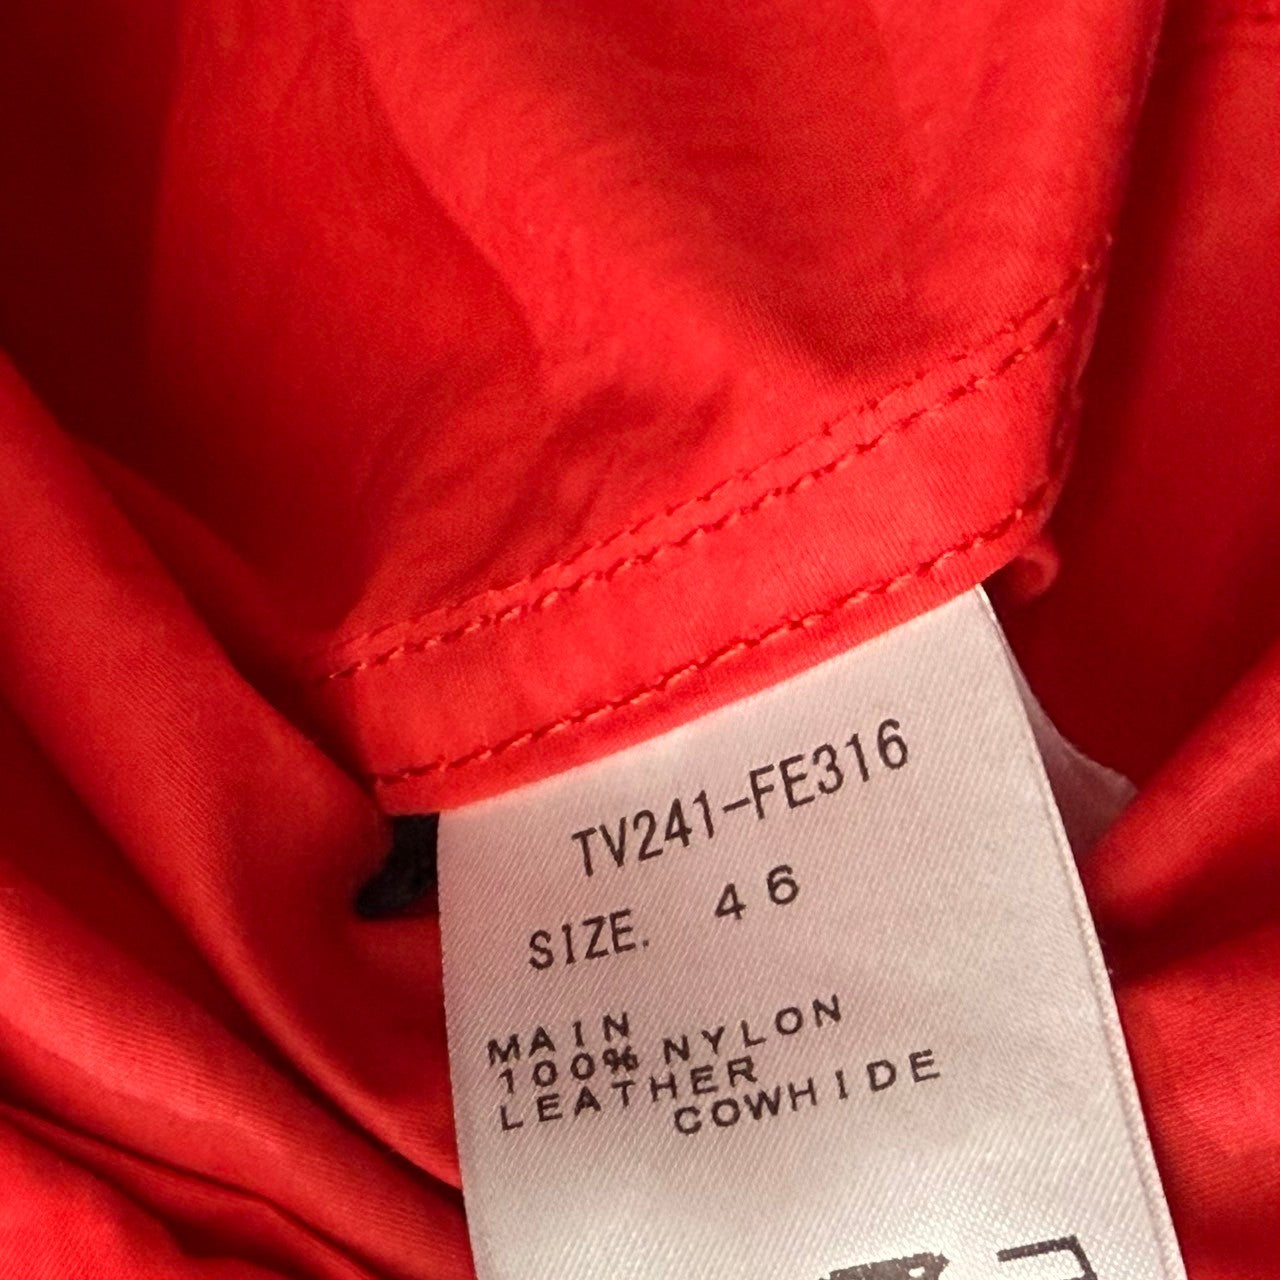 TV241-FE316
SIZE. 46
MAIN
100% NYLON
LEATHER
COWHIDE